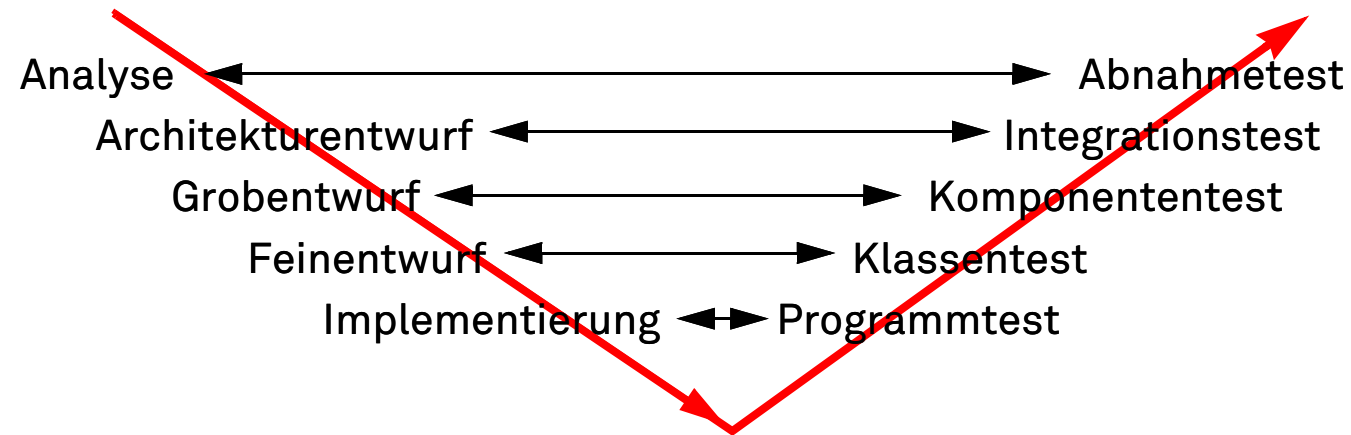 Analyse Abnahmetest
Architekturentwurf Integrationstest
Grobentwurf Komponententest
Feinentwurf Klassentest
Implementierung Programmtest